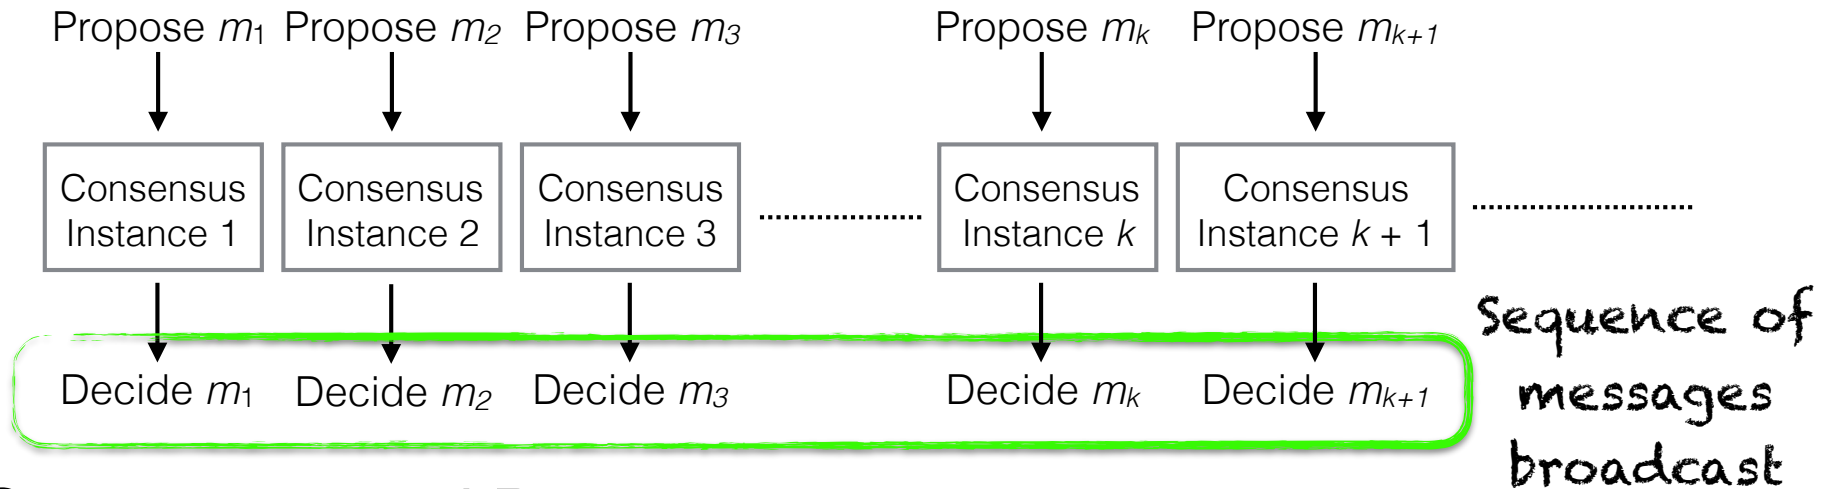 Propose m1 Propose m2 Propose m3 Propose mk Propose mk+1
Consensus Consensus Consensus Consensus Consensus
Instance 1 Instance 2 Instance 3 Instance k Instance k + 1
Decide m1 Decide m2 Decide m3 Decide mk Decide mk+1
Sequence of
messages
broadcast